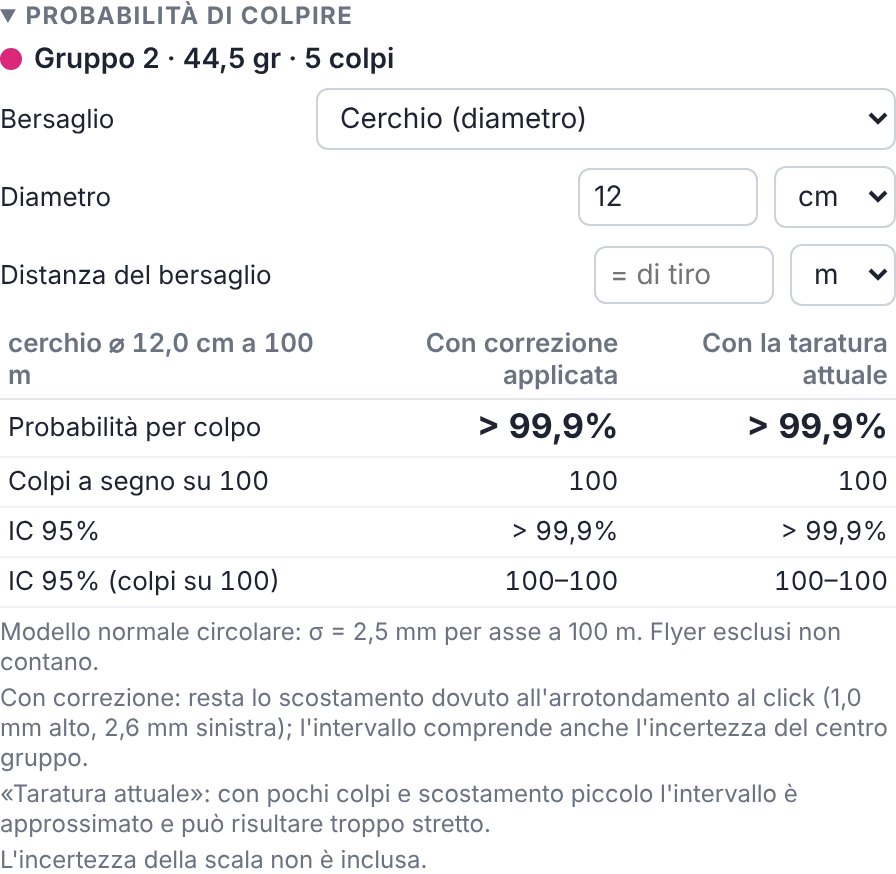 ▼ PROBABILITÀ DI COLPIRE
Gruppo 2 · 44,5 gr · 5 colpi
Bersaglio
Cerchio (diametro)
Diametro
12
cm
Distanza del bersaglio
= di tiro
m
cerchio ⌀ 12,0 cm a 100
m
Con correzione
applicata
Con la taratura
attuale
Probabilità per colpo
> 99,9%
> 99,9%
Colpi a segno su 100
100
100
IC 95%
> 99,9%
> 99,9%
IC 95% (colpi su 100)
100–100
100–100
Modello normale circolare: σ = 2,5 mm per asse a 100 m. Flyer esclusi non
contano.
Con correzione: resta lo scostamento dovuto all'arrotondamento al click (1,0
mm alto, 2,6 mm sinistra); l'intervallo comprende anche l'incertezza del centro
gruppo.
«Taratura attuale»: con pochi colpi e scostamento piccolo l'intervallo è
approssimato e può risultare troppo stretto.
L'incertezza della scala non è inclusa.